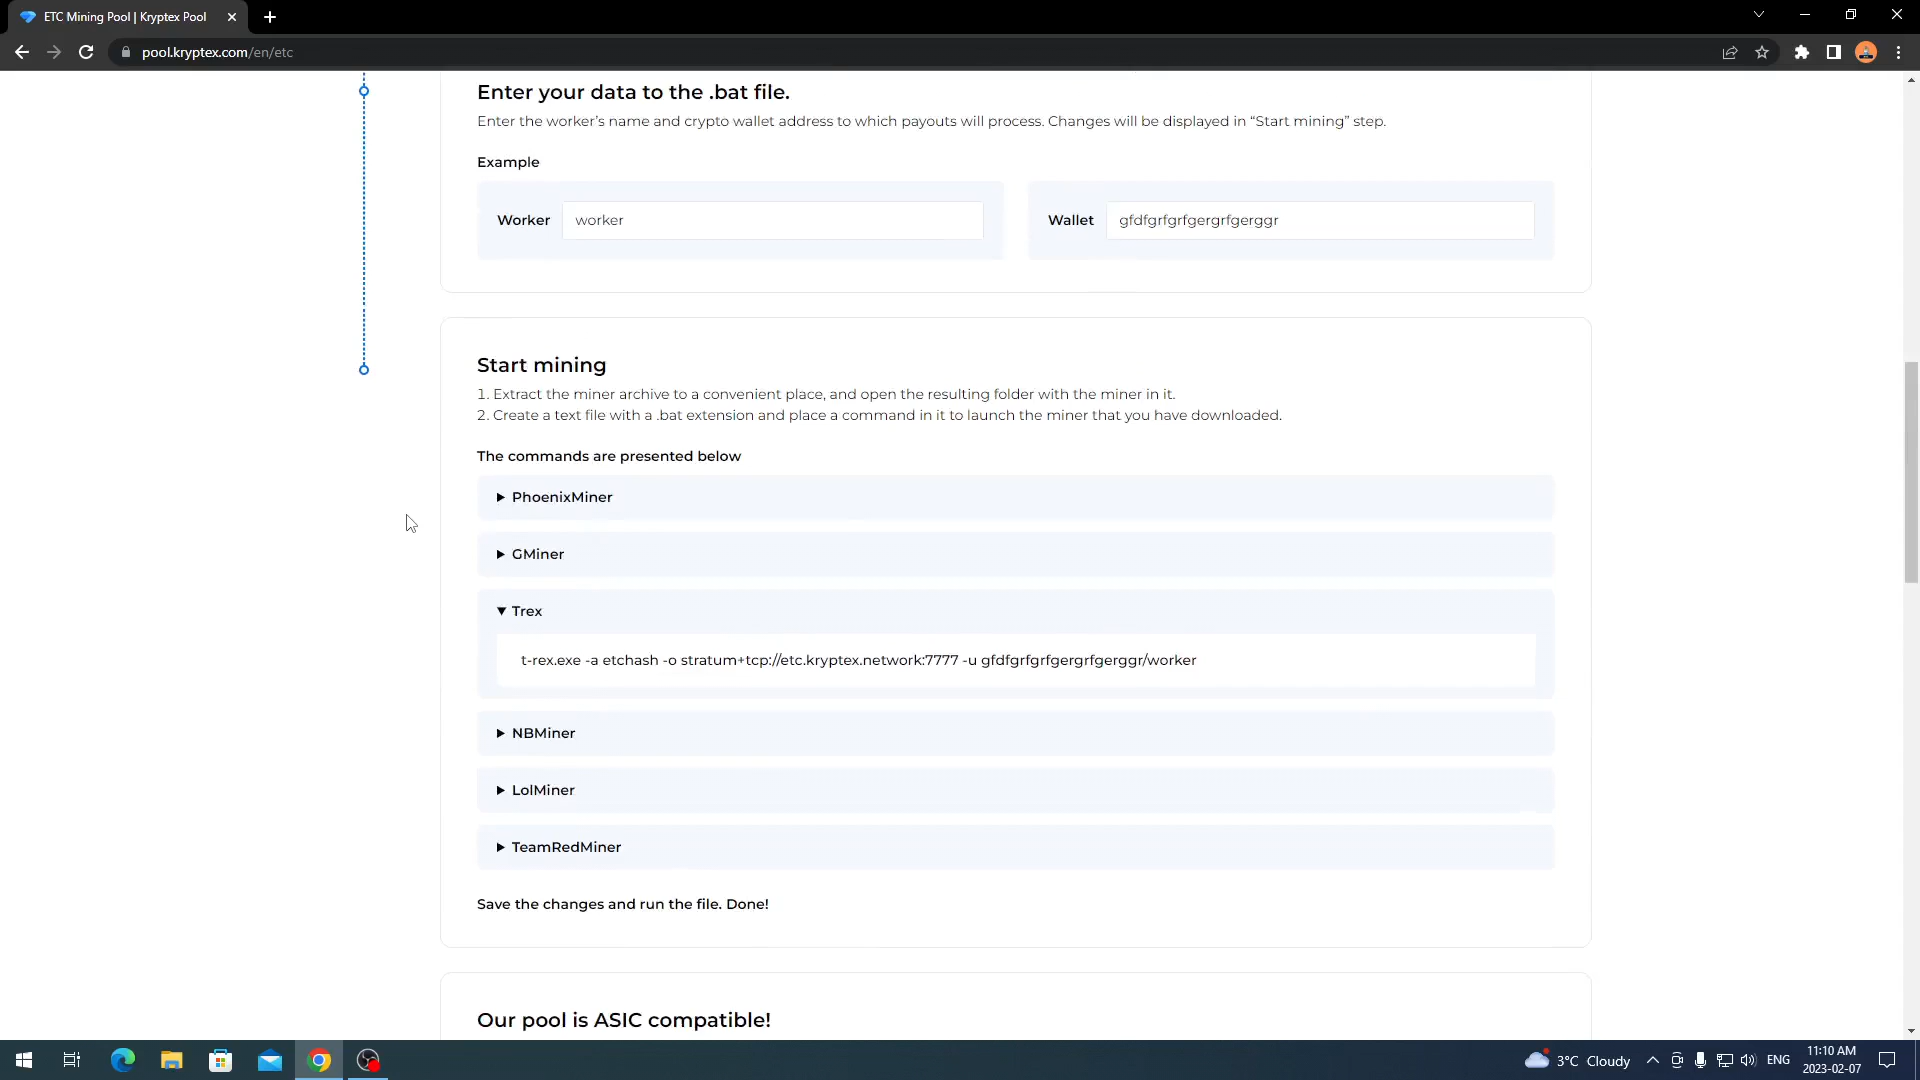 ETC Mining Pool | Kryptex Pool
pool.kryptex.com/en/etc
Enter your data to the .bat file.
Enter the worker’s name and crypto wallet address to which payouts will process. Changes will be displayed in “Start mining” step.
Example
Worker worker
Wallet gfdfgrfgrfgergrfgerggr
Start mining
1. Extract the miner archive to a convenient place, and open the resulting folder with the miner in it.
2. Create a text file with a .bat extension and place a command in it to launch the miner that you have downloaded.
The commands are presented below
PhoenixMiner
GMiner
Trex
t-rex.exe -a etchash -o stratum+tcp://etc.kryptex.network:7777 -u gfdfgrfgrfgergrfgerggr/worker
NBMiner
LolMiner
TeamRedMiner
Save the changes and run the file. Done!
Our pool is ASIC compatible!
3°C Cloudy
ENG
11:10 AM
2023-02-07